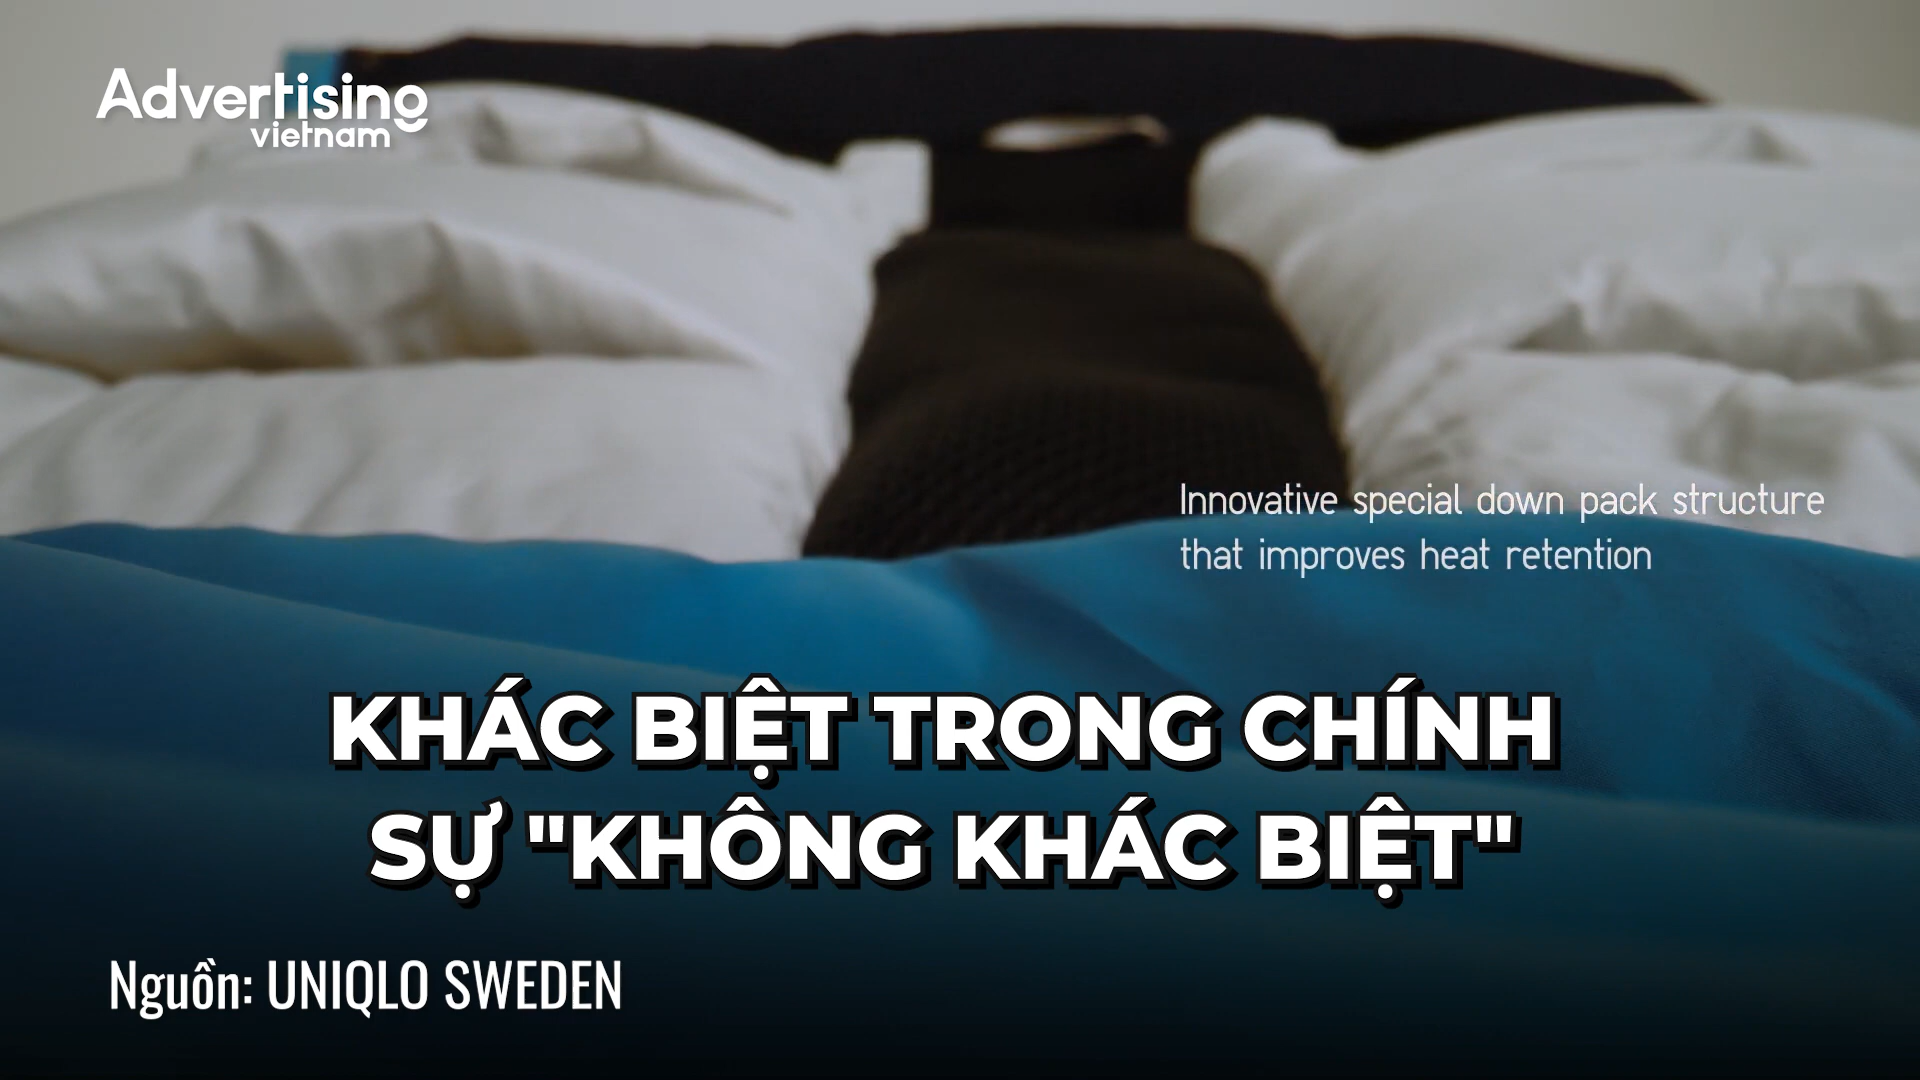 Advertising
vietnam
Innovative special down pack structure
that improves heat retention
KHÁC BIỆT TRONG CHÍNH
SỰ "KHÔNG KHÁC BIỆT"
Nguồn: UNIQLO SWEDEN